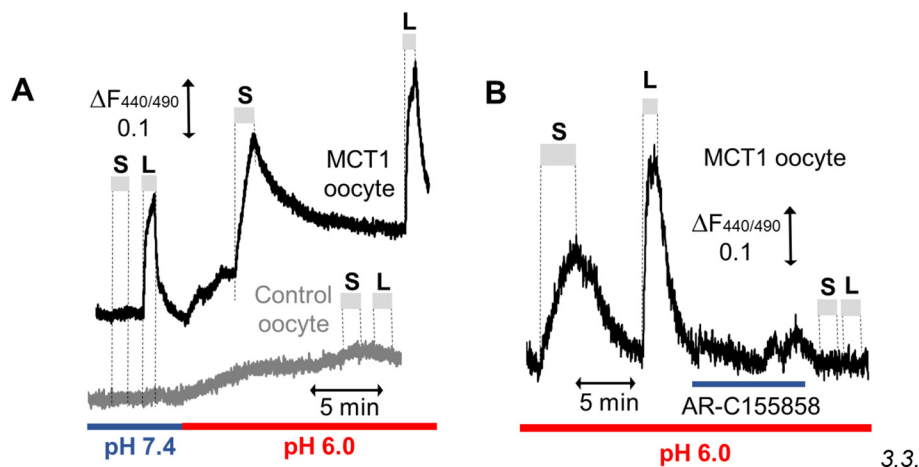 A
ΔF440/490
0.1
S
L
S
L
MCT1
oocyte
Control
oocyte
S
L
5 min
pH 7.4
pH 6.0
B
S
L
MCT1 oocyte
ΔF440/490
0.1
S
L
5 min
AR-C155858
pH 6.0
3.3.